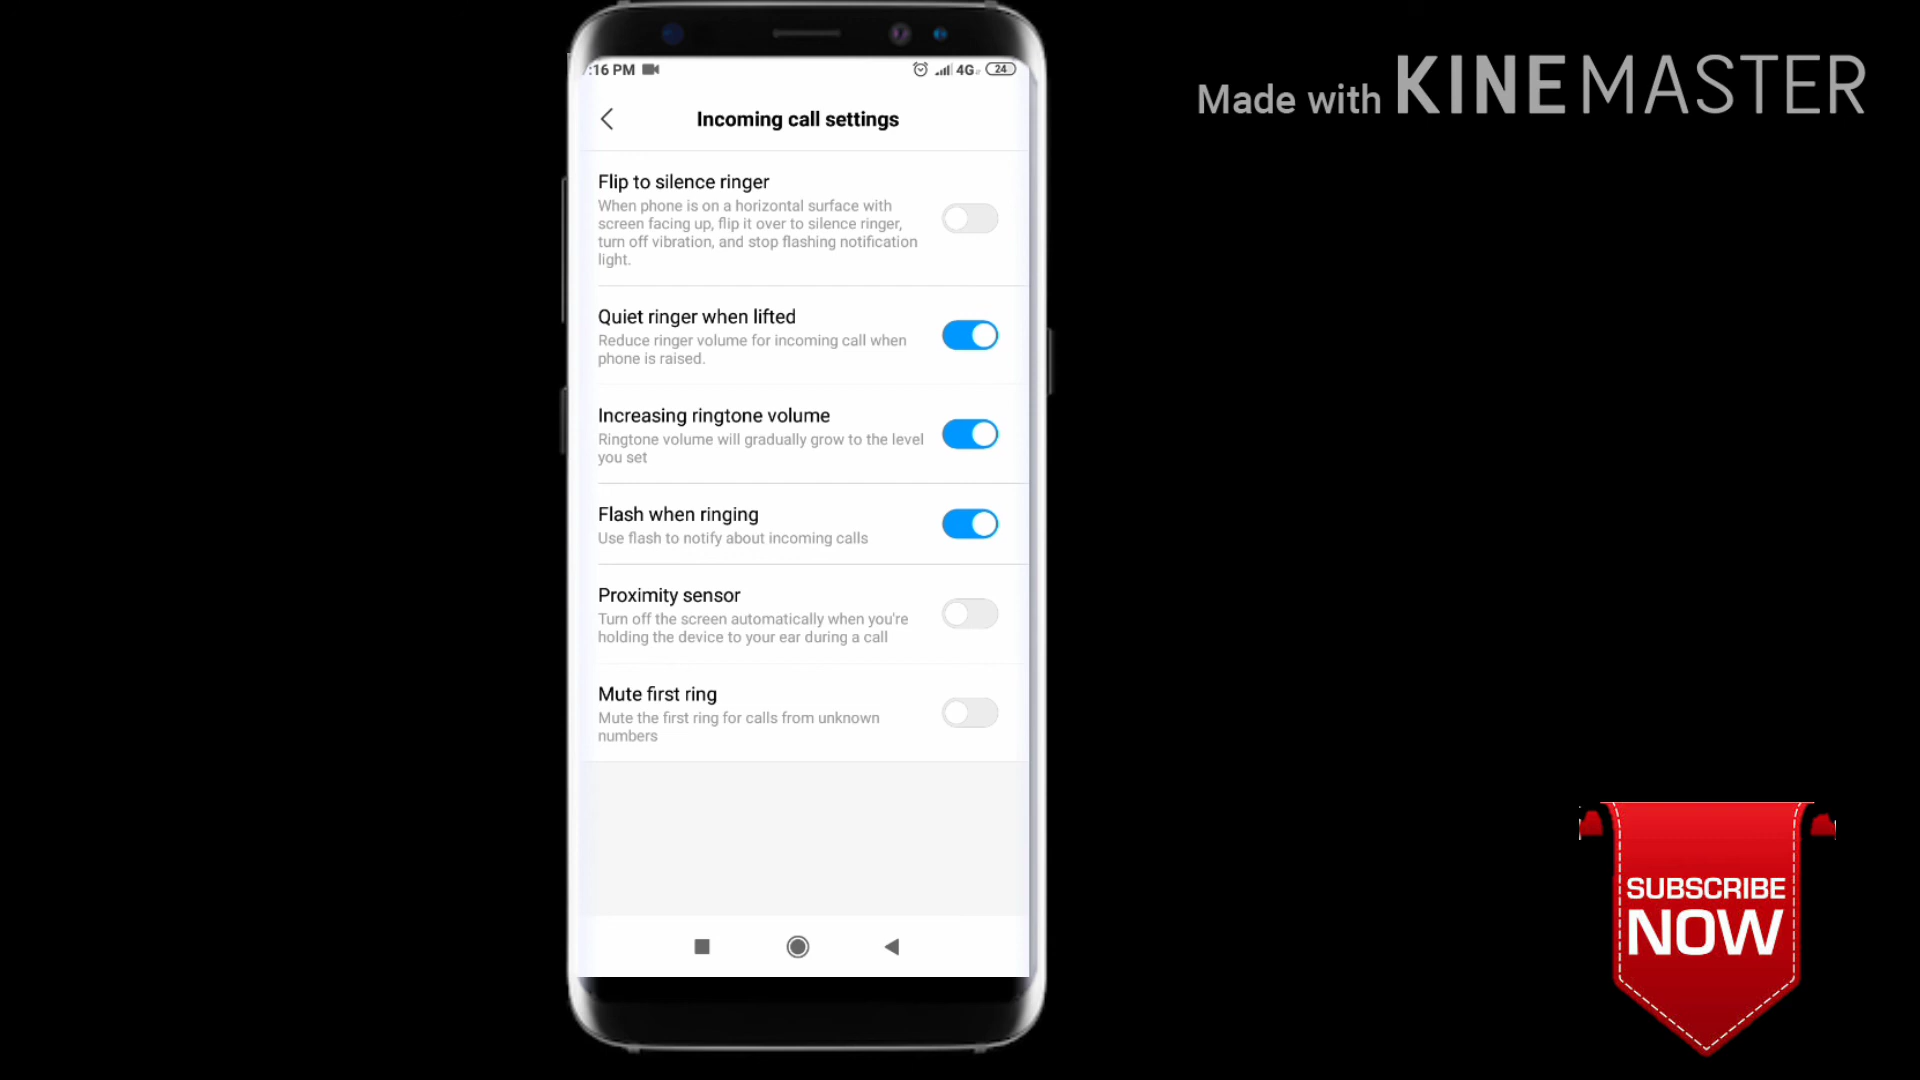 :16 PM
4G
24
Made with KINEMASTER
Incoming call settings
Flip to silence ringer
When phone is on a horizontal surface with
screen facing up, flip it over to silence ringer,
turn off vibration, and stop flashing notification
light.
Quiet ringer when lifted
Reduce ringer volume for incoming call when
phone is raised.
Increasing ringtone volume
Ringtone volume will gradually grow to the level
you set
Flash when ringing
Use flash to notify about incoming calls
Proximity sensor
Turn off the screen automatically when you're
holding the device to your ear during a call
Mute first ring
Mute the first ring for calls from unknown
numbers
SUBSCRIBE
NOW